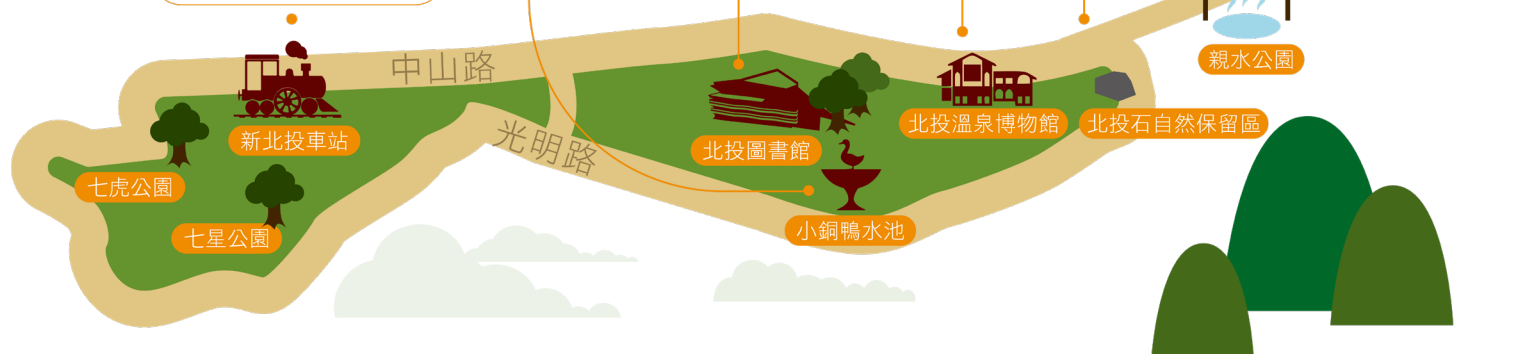 親水公園
中山路
新北投車站
光明路
北投圖書館
北投溫泉博物館
北投石自然保留區
七虎公園
七星公園
小銅鴨水池